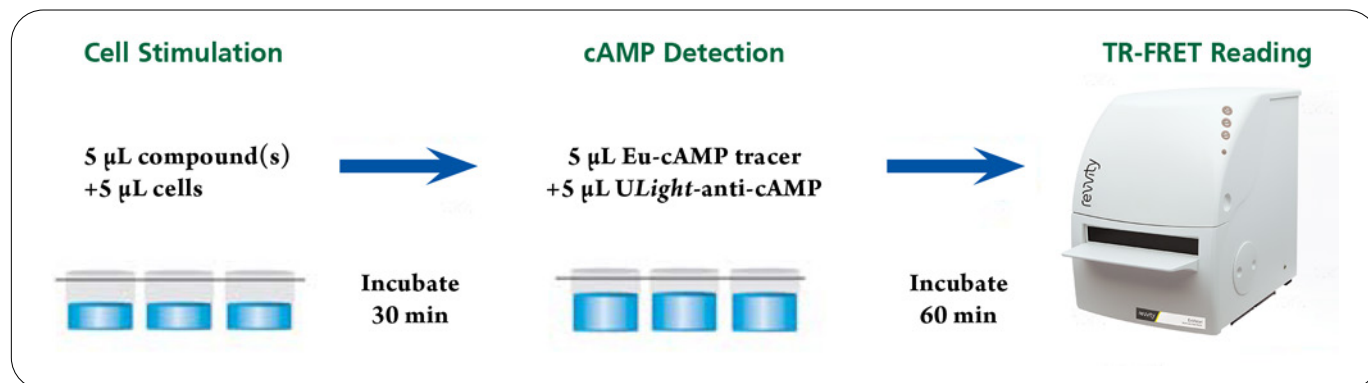 Cell Stimulation
cAMP Detection
TR-FRET Reading
5 µL compound(s)
+5 µL cells
5 µL Eu-cAMP tracer
+5 µL ULight-anti-cAMP
revvity
Incubate
30 min
Incubate
60 min
revvity